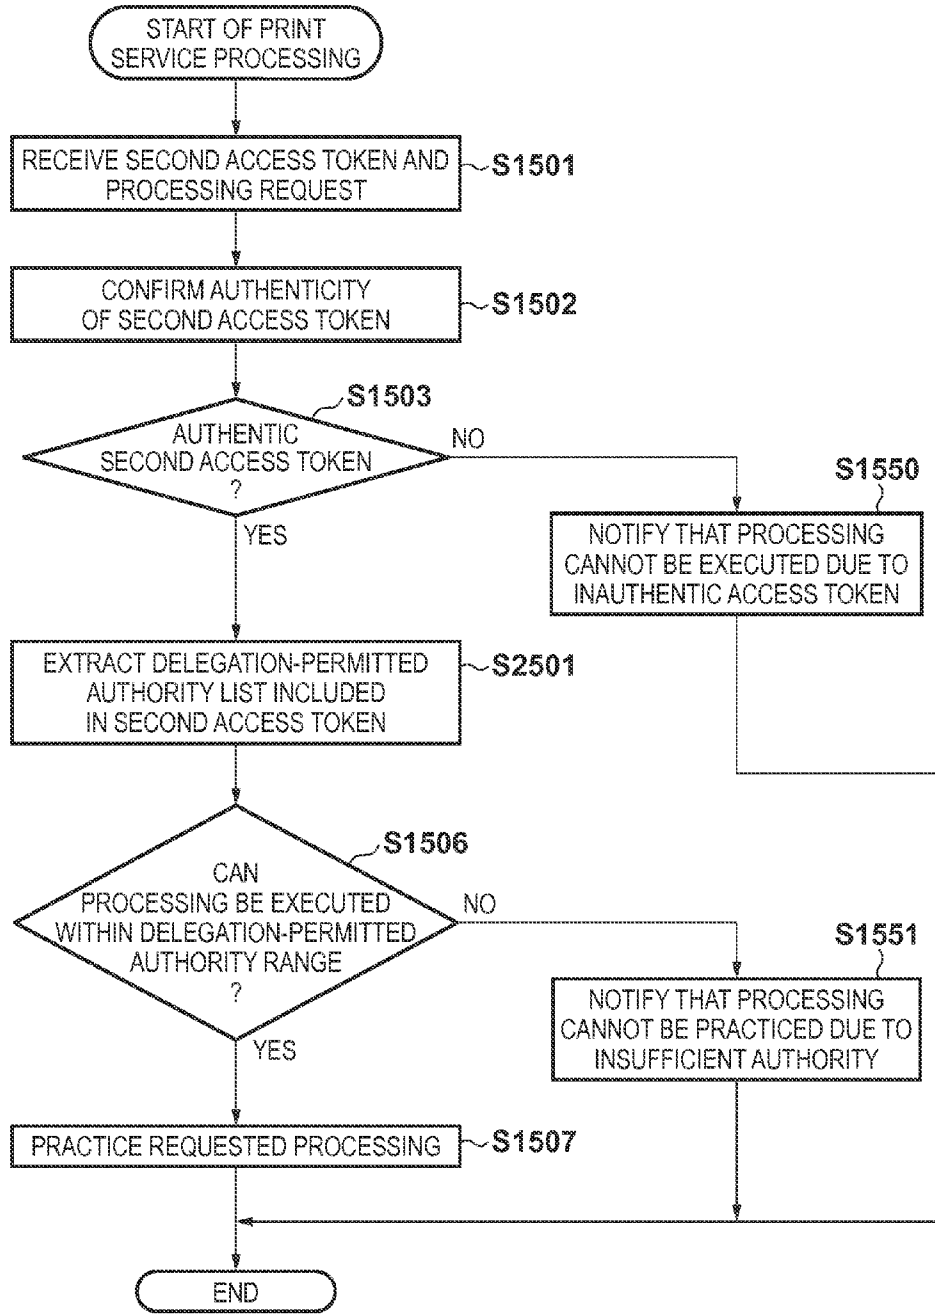 START OF PRINT
SERVICE PROCESSING
RECEIVE SECOND ACCESS TOKEN AND
PROCESSING REQUEST
S1501
CONFIRM AUTHENTICITY
OF SECOND ACCESS TOKEN
S1502
S1503
AUTHENTIC
SECOND ACCESS TOKEN
?
NO
YES
S1550
NOTIFY THAT PROCESSING
CANNOT BE EXECUTED DUE TO
INAUTHENTIC ACCESS TOKEN
EXTRACT DELEGATION-PERMITTED
AUTHORITY LIST INCLUDED
IN SECOND ACCESS TOKEN
S2501
S1506
CAN
PROCESSING BE EXECUTED
WITHIN DELEGATION-PERMITTED
AUTHORITY RANGE
?
NO
YES
S1551
NOTIFY THAT PROCESSING
CANNOT BE PRACTICED DUE TO
INSUFFICIENT AUTHORITY
PRACTICE REQUESTED PROCESSING
S1507
END